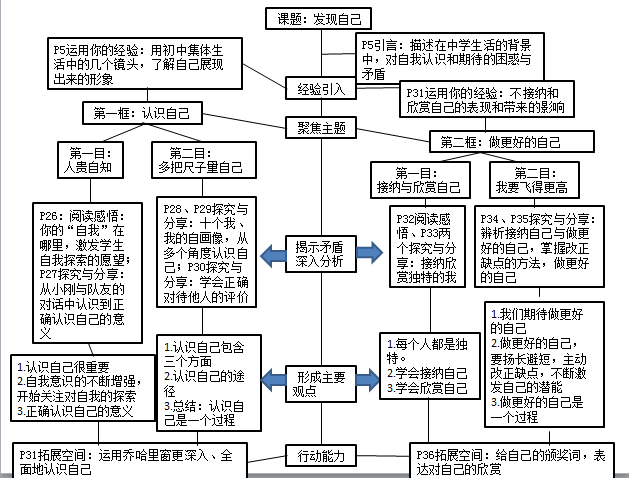 课题：发现自己
P5运用你的经验：用初中集体生
活中的几个镜头，了解自己展现
出来的形象
P5引言：描述在中学生活的背景
中，对自我认识和期待的困惑与
矛盾
经验引入
P31运用你的经验：不接纳和
欣赏自己的表现和带来的影响
第一框：认识自己
聚焦主题
第二框：做更好的自己
第一目：
人贵自知
第二目：
多把尺子量自己
第一目：
接纳与欣赏自己
第二目：
我要飞得更高
P26：阅读感悟：
你的“自我”在
哪里，激发学生
自我探索的愿望；
P27探究与分享：
从小刚与队友的
对话中认识到正
确认识自己的意
义
P28、P29探究与
分享：十个我、
我的自画像，从
多个角度认识自
己；P30探究与
分享：学会正确
对待他人的评价
揭示矛盾
深入分析
P32阅读感
悟、P33两
个探究与分
享：接纳欣
赏独特的我
P34、P35探究与分享：
辨析接纳自己与做更
好的自己，掌握改正
缺点的方法，做更好
的自己
1.认识自己很重要
2.自我意识的不断增强，
开始关注对自我的探索
3.正确认识自己的意义
1.认识自己包含
三个方面
2.认识自己的途
径
3.总结：认识自
己是一个过程
形成主要
观点
1.每个人都是独
特。
2.学会接纳自己
3.学会欣赏自己
1.我们期待做更好
的自己
2.做更好的自己，
要扬长避短，主动
改正缺点，不断激
发自己的潜能
3.做更好的自己是
一个过程
P31拓展空间：运用乔哈里窗更深入、全
面地认识自己
行动能力
P36拓展空间：给自己的颁奖词，表
达对自己的欣赏